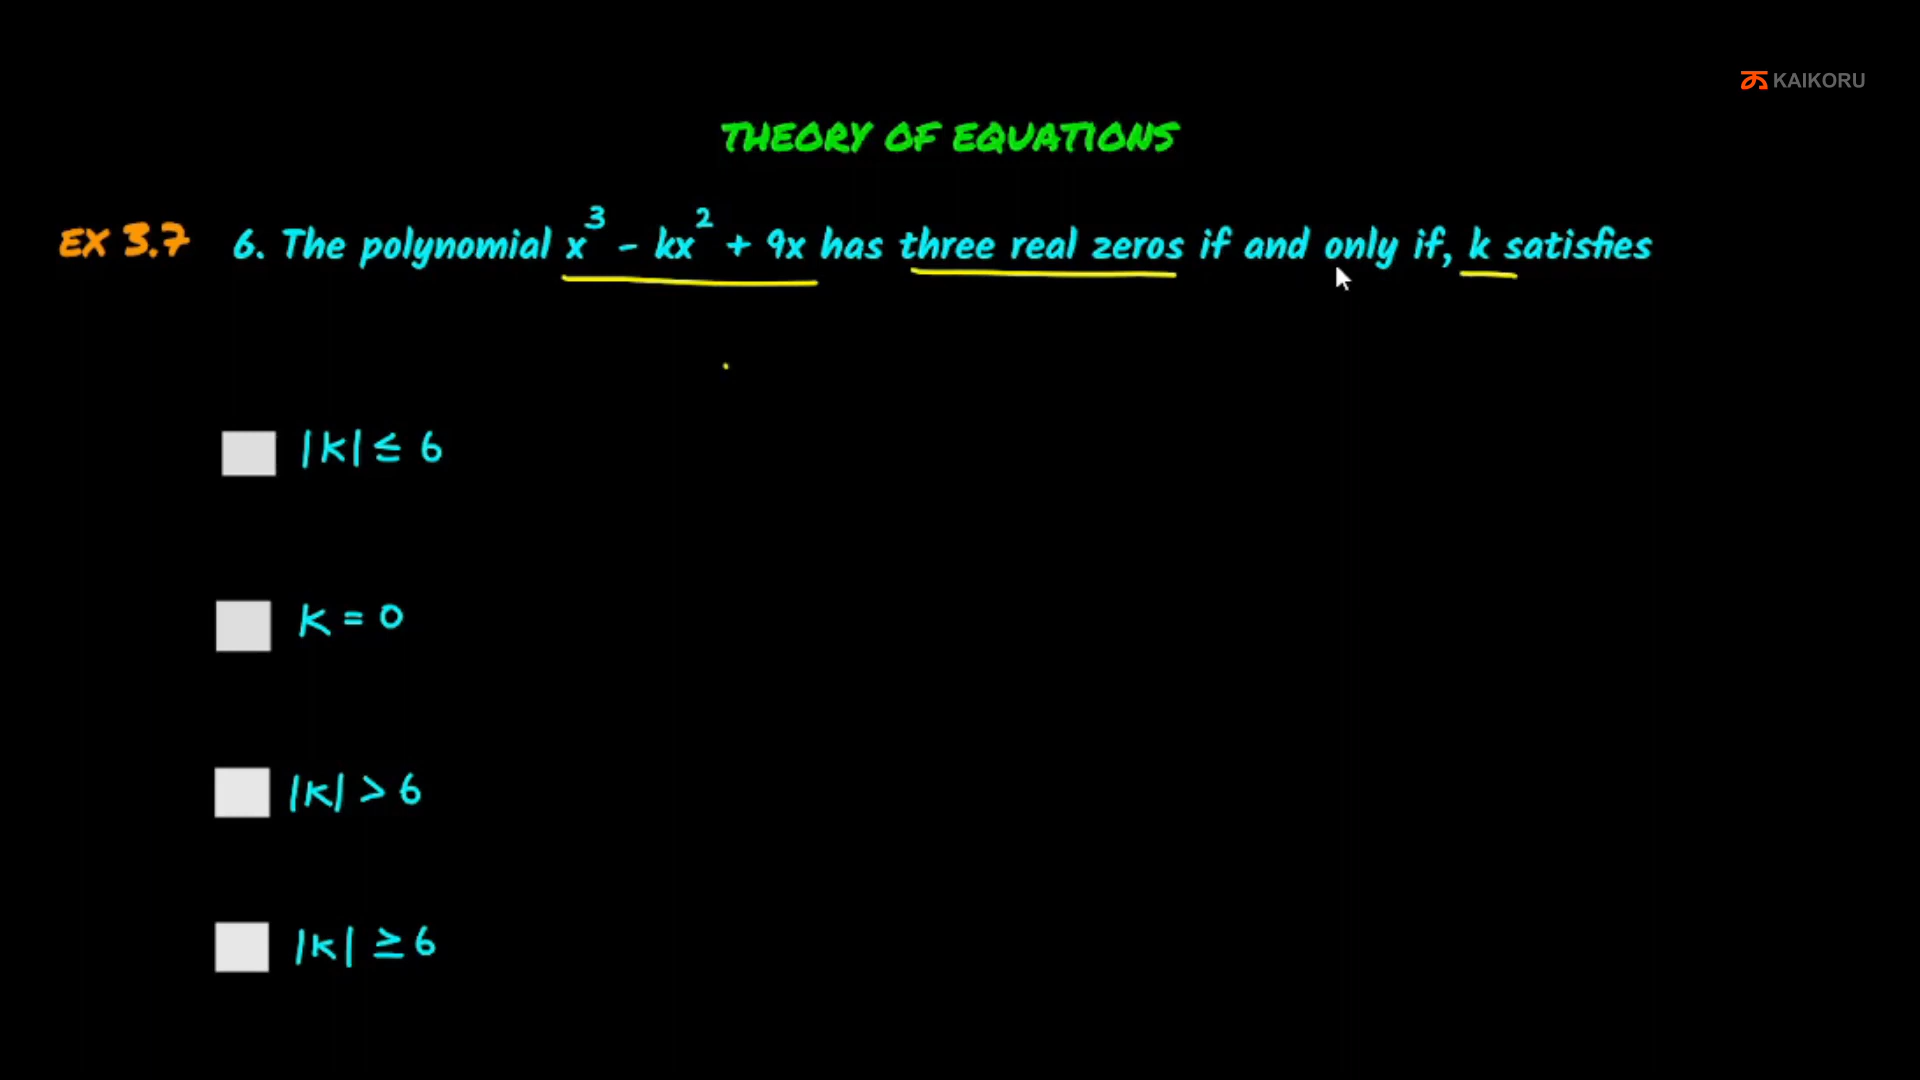 KAIKORU
THEORY OF EQUATIONS
EX 3.7 6. The polynomial x³ - kx² + 9x has three real zeros if and only if, k satisfies
|K| ≤ 6
K = 0
|K| > 6
|K| ≥ 6